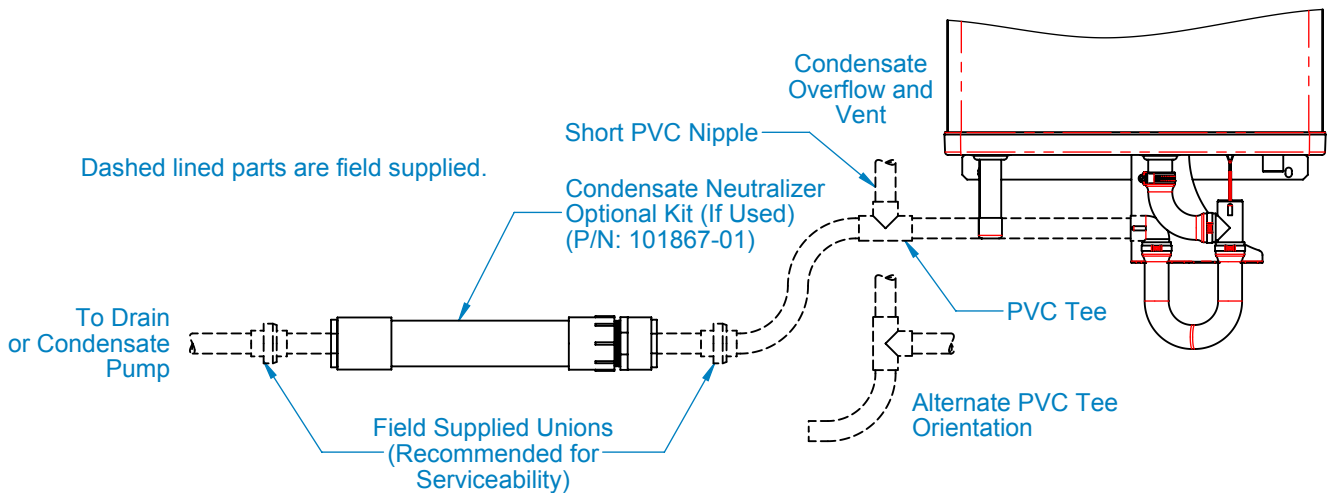 Condensate
Overflow and
Vent
Short PVC Nipple
Dashed lined parts are field supplied.
Condensate Neutralizer
Optional Kit (If Used)
(P/N: 101867-01)
To Drain
or Condensate
Pump
PVC Tee
Alternate PVC Tee
Orientation
Field Supplied Unions
(Recommended for
Serviceability)